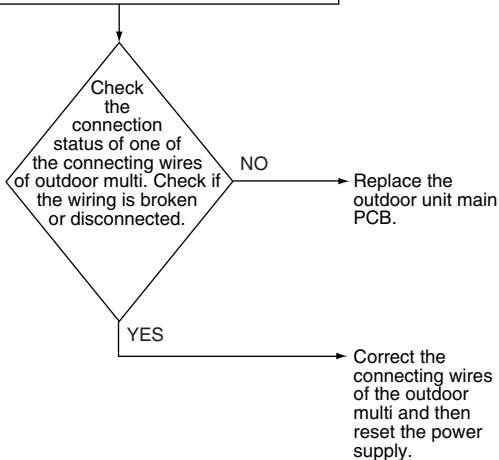 Check
the
connection
status of one of
the connecting wires
of outdoor multi. Check if
the wiring is broken
or disconnected.
NO
Replace the
outdoor unit main
PCB.
YES
Correct the
connecting wires
of the outdoor
multi and then
reset the power
supply.